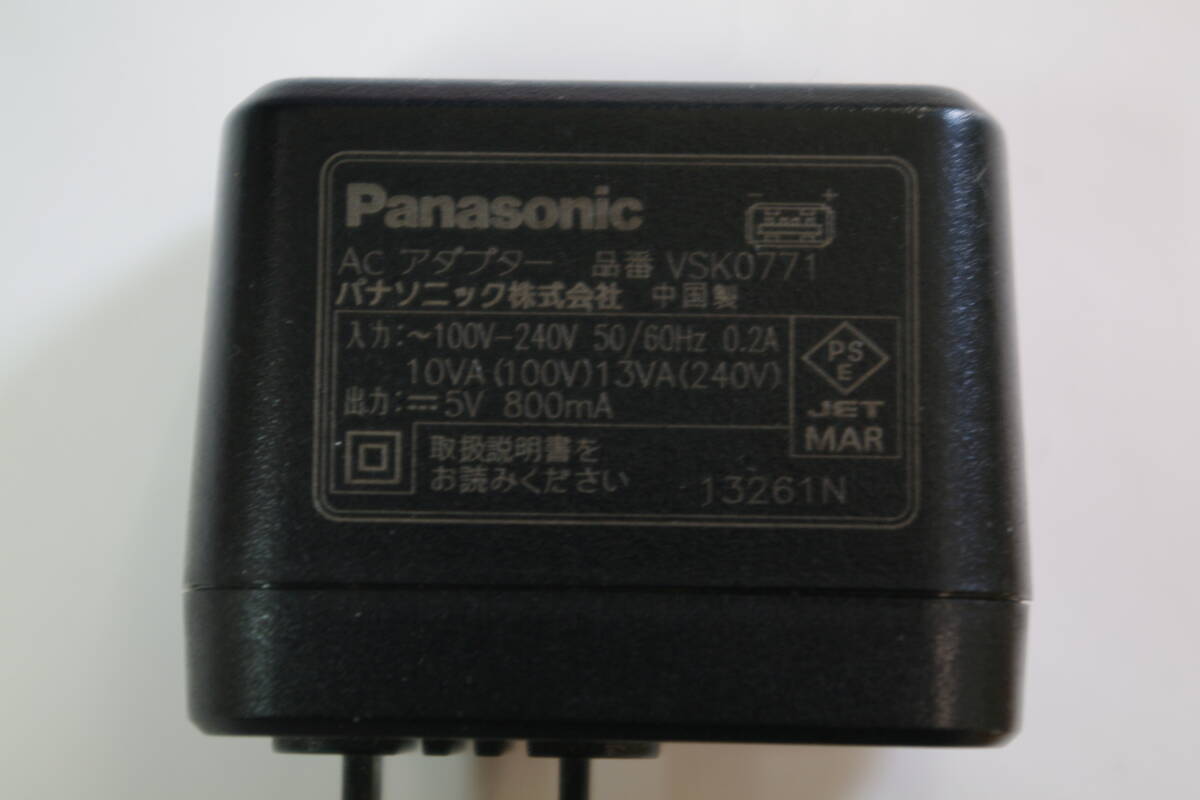 Panasonic
- +
AC アダプター 品番 VSK0771
パナソニック株式会社 中国製
入力:~100V-240V 50/60Hz 0.2A
10VA(100V)13VA(240V)
出力:⎓5V 800mA
PS
E
JET
MAR
取扱説明書を
お読みください
13261N